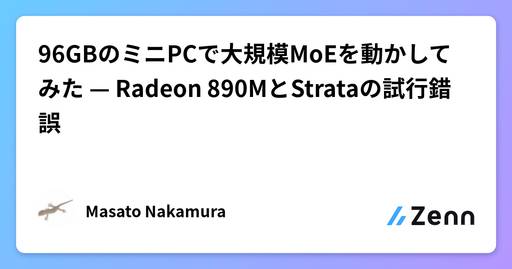 96GBのミニPCで大規模MoEを動かして
みた — Radeon 890MとStrataの試行錯
誤
Masato Nakamura
Zenn